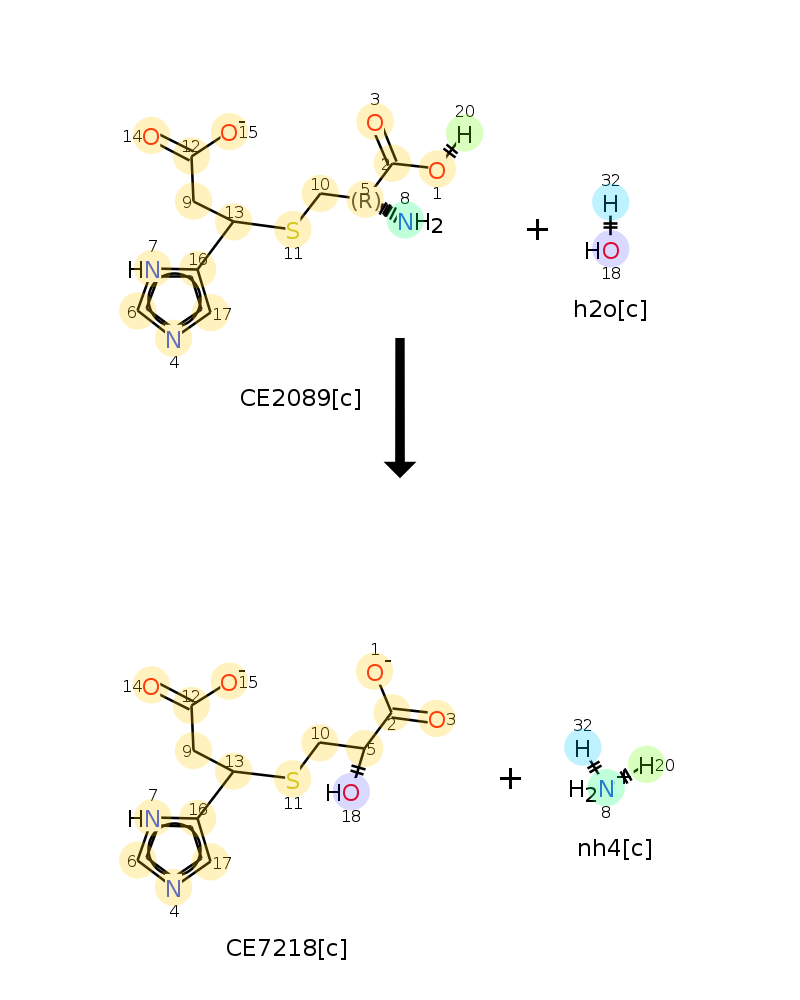 3
20
H
14 O
O
-
15
O
12
2
O
1
9
10
5
(R)
8
NH2
13
S
11
7
HN
16
6
17
N
4
+
32
H
HO
18
h2o[c]
CE2089[c]
1
O
-
14 O
O
-
15
12
2
O 3
9
10
5
13
S
11
HO
18
7
HN
16
6
17
N
4
+
32
H
H 20
H2N
8
nh4[c]
CE7218[c]